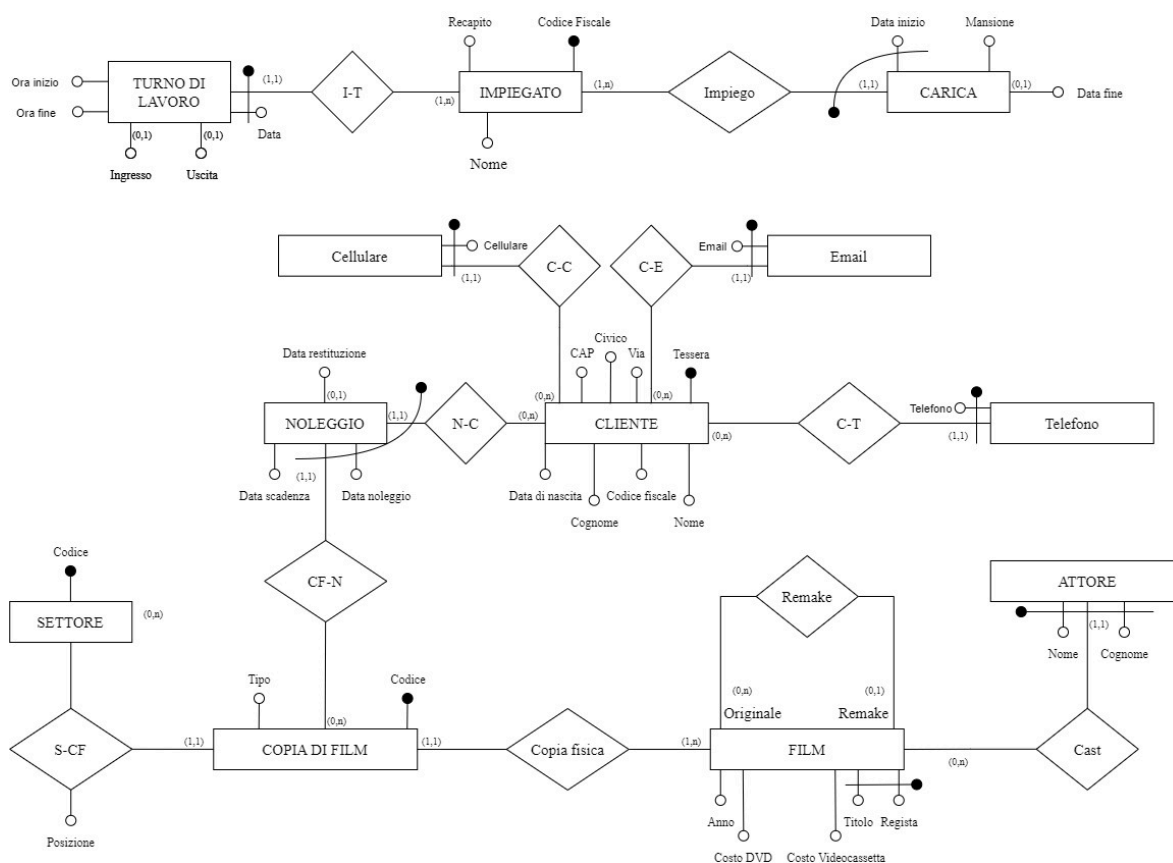 Recapito
Codice Fiscale
Data inizio
Mansione
Ora inizio
TURNO DI
LAVORO
(1,1)
I-T
(1,n)
IMPIEGATO
(1,n)
Impiego
(1,1)
CARICA
(0,1)
Data fine
Ora fine
(0,1)
(0,1)
Data
Ingresso
Uscita
Nome
Cellulare
Cellulare
(1,1)
C-C
C-E
Email
(1,1)
Email
Data restituzione
CAP
Civico
Via
Tessera
(0,1)
(0,n)
(0,n)
NOLEGGIO
(1,1)
N-C
(0,n)
CLIENTE
(0,n)
C-T
Telefono
(1,1)
Telefono
(1,1)
Data scadenza
Data noleggio
Data di nascita
Codice fiscale
Cognome
Nome
Codice
CF-N
Remake
ATTORE
SETTORE
(0,n)
(1,1)
Nome
Cognome
Tipo
Codice
(0,n)
(0,1)
Originale
Remake
(0,n)
S-CF
(1,1)
COPIA DI FILM
(1,1)
Copia fisica
(1,n)
FILM
(0,n)
Cast
Posizione
Anno
Titolo
Regista
Costo DVD
Costo Videocassetta